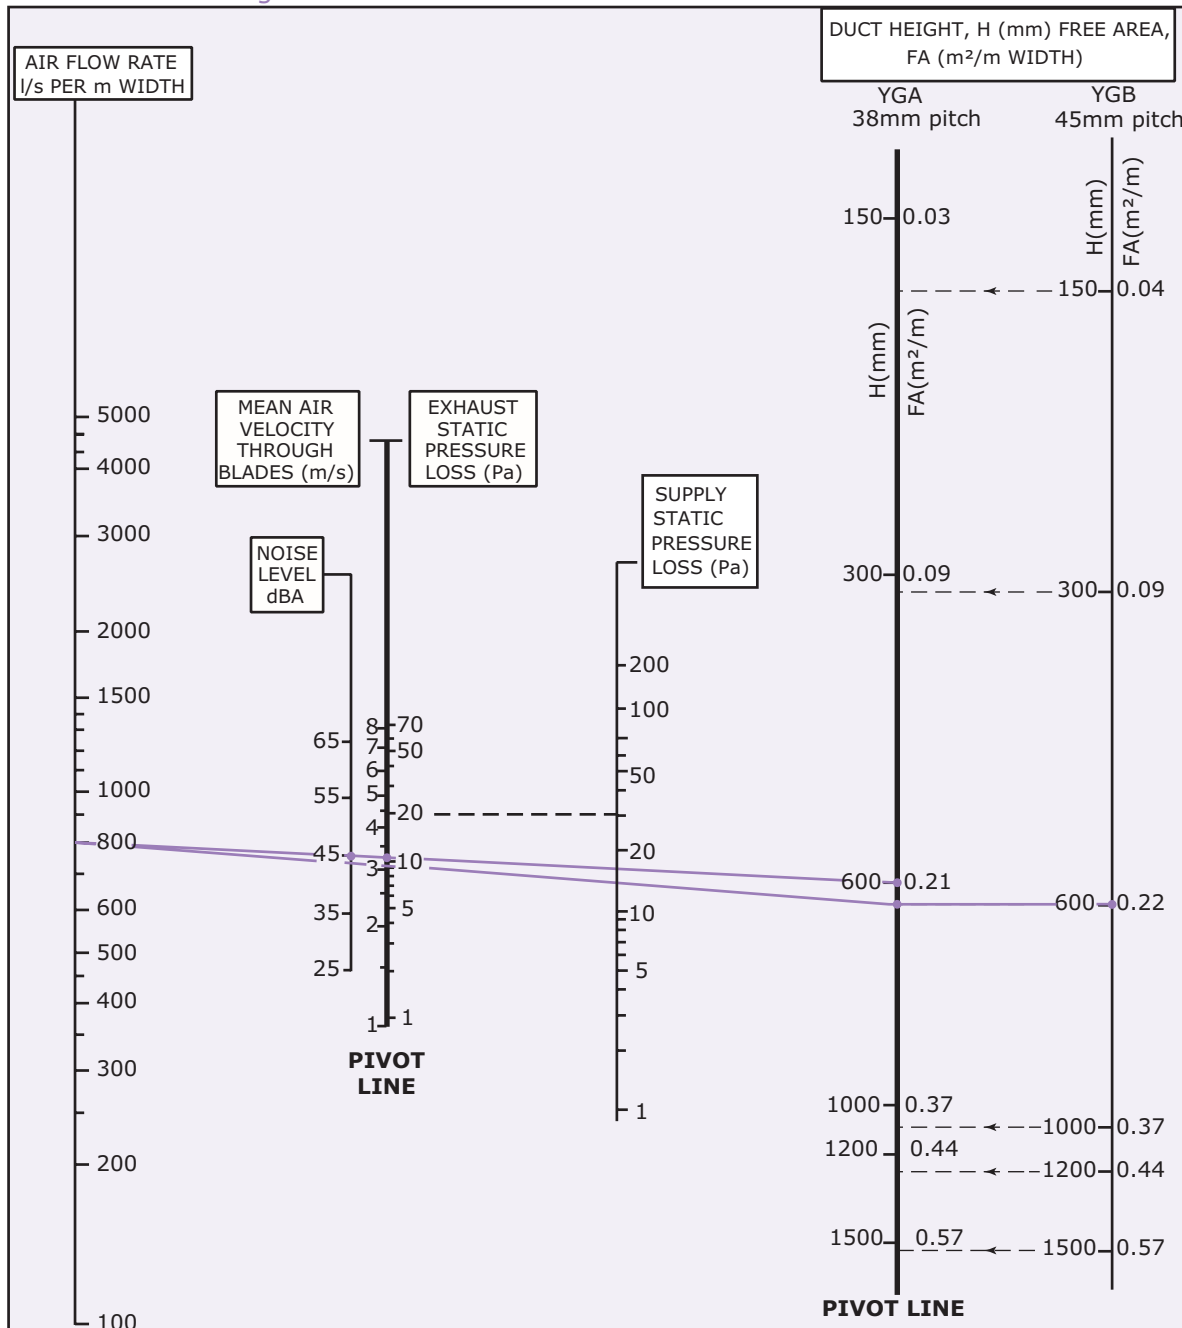 AIR FLOW RATE
l/s PER m WIDTH
DUCT HEIGHT, H (mm) FREE AREA,
FA (m²/m WIDTH)
YGA
38mm pitch
YGB
45mm pitch
H(mm)
FA(m²/m)
150 0.03
150 0.04
H(mm)
FA(m²/m)
MEAN AIR
VELOCITY
THROUGH
BLADES (m/s)
EXHAUST
STATIC
PRESSURE
LOSS (Pa)
SUPPLY
STATIC
PRESSURE
LOSS (Pa)
NOISE
LEVEL
dBA
5000
4000
3000
2000
1500
1000
800
600
500
400
300
200
100
65
55
45
35
25
8
7
6
5
4
3
2
1
70
50
20
10
5
1
PIVOT
LINE
200
100
50
20
10
5
2
1
300 0.09
600 0.21
1000 0.37
1200 0.44
1500 0.57
PIVOT LINE
300 0.09
600 0.22
1000 0.37
1200 0.44
1500 0.57